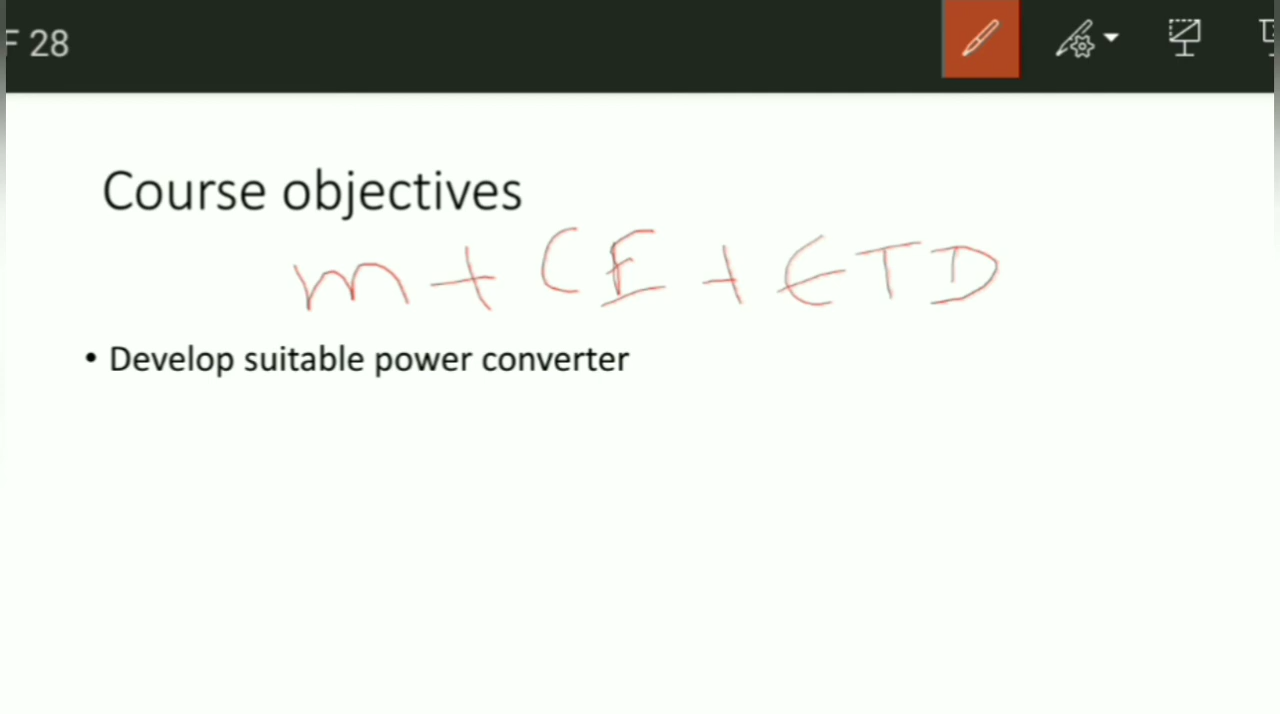 F 28
Course objectives
m + CE + ETD
• Develop suitable power converter